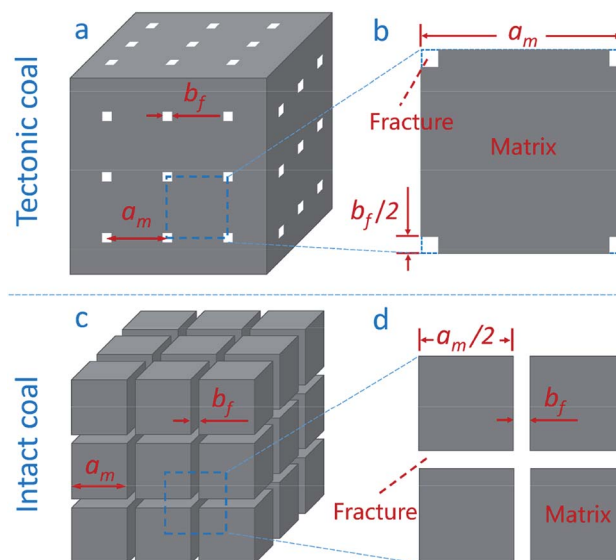 Tectonic coal
a
b_f
a_m
b
a_m
Fracture
Matrix
b_f/2
Intact coal
c
b_f
a_m
d
a_m/2
b_f
Fracture
Matrix